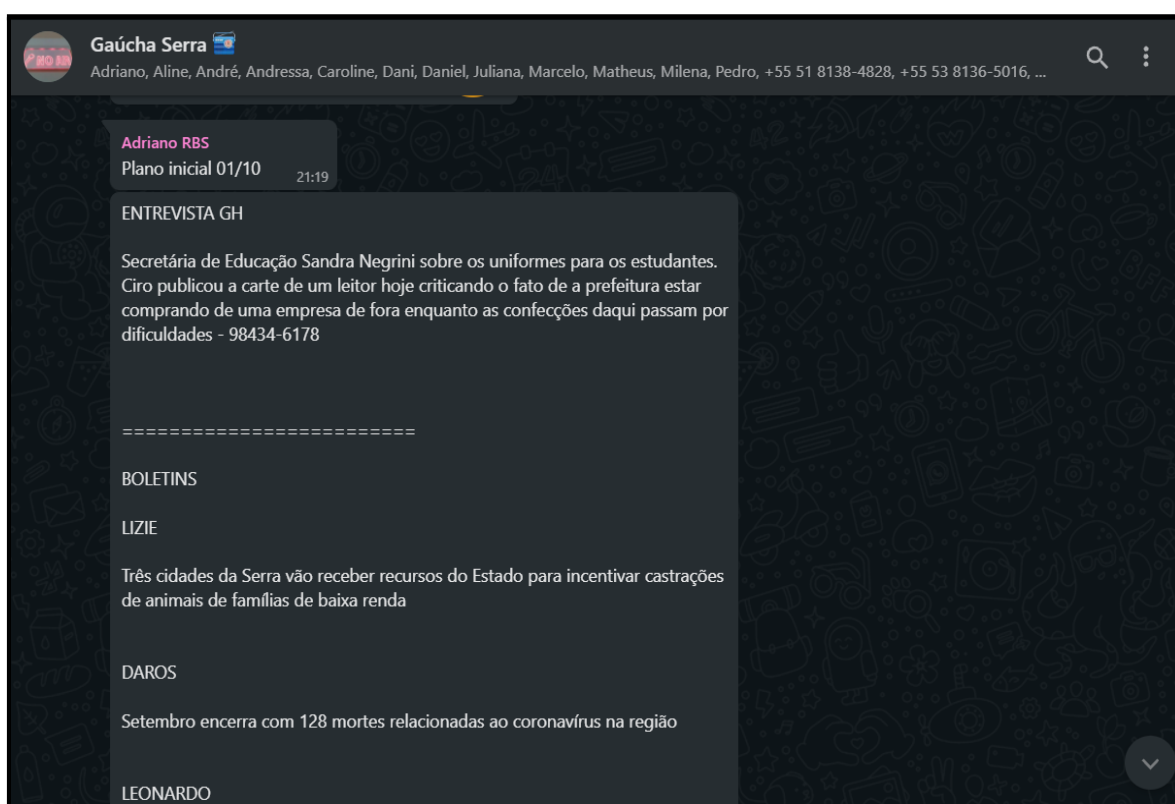 Gaúcha Serra
Adriano, Aline, André, Andressa, Caroline, Dani, Daniel, Juliana, Marcelo, Matheus, Milena, Pedro, +55 51 8138-4828, +55 53 8136-5016, ...
Adriano RBS
Plano inicial 01/10
21:19
ENTREVISTA GH
Secretária de Educação Sandra Negrini sobre os uniformes para os estudantes.
Ciro publicou a carte de um leitor hoje criticando o fato de a prefeitura estar
comprando de uma empresa de fora enquanto as confecções daqui passam por
dificuldades - 98434-6178
==========================
BOLETINS
LIZIE
Três cidades da Serra vão receber recursos do Estado para incentivar castrações
de animais de famílias de baixa renda
DAROS
Setembro encerra com 128 mortes relacionadas ao coronavírus na região
LEONARDO